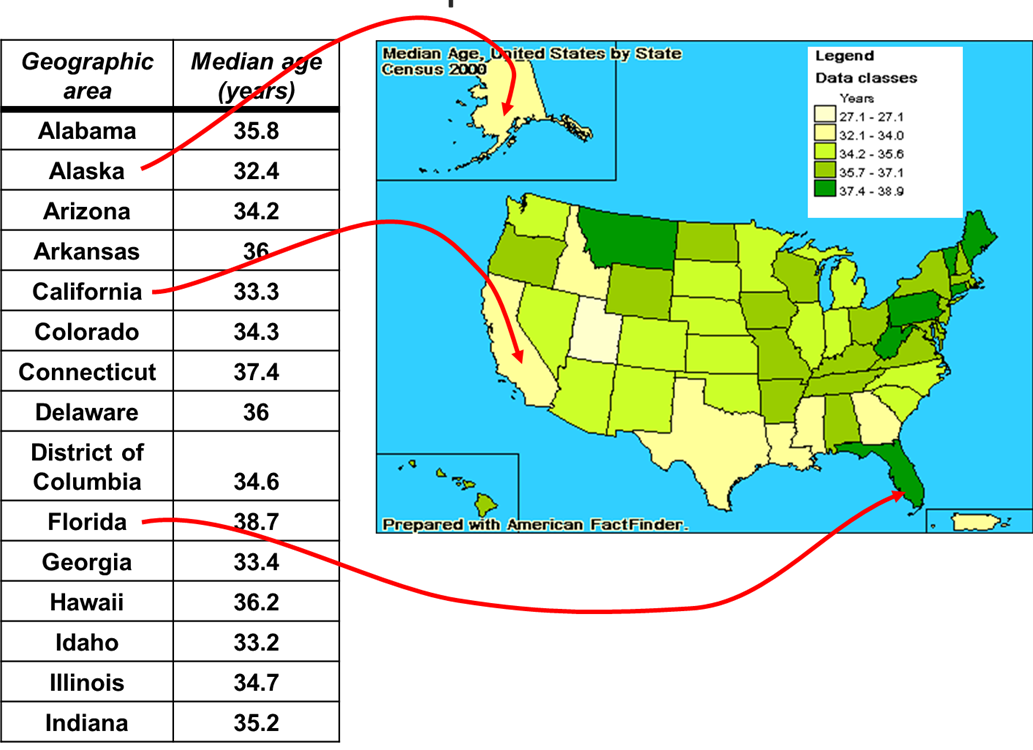 Geographic area Median age (years)
Alabama 35.8
Alaska 32.4
Arizona 34.2
Arkansas 36
California 33.3
Colorado 34.3
Connecticut 37.4
Delaware 36
District of Columbia 34.6
Florida 38.7
Georgia 33.4
Hawaii 36.2
Idaho 33.2
Illinois 34.7
Indiana 35.2
Median Age, United States by State
Census 2000
Legend
Data classes
Years
27.1 - 27.1
32.1 - 34.0
34.2 - 35.6
35.7 - 37.1
37.4 - 38.9
Prepared with American FactFinder.